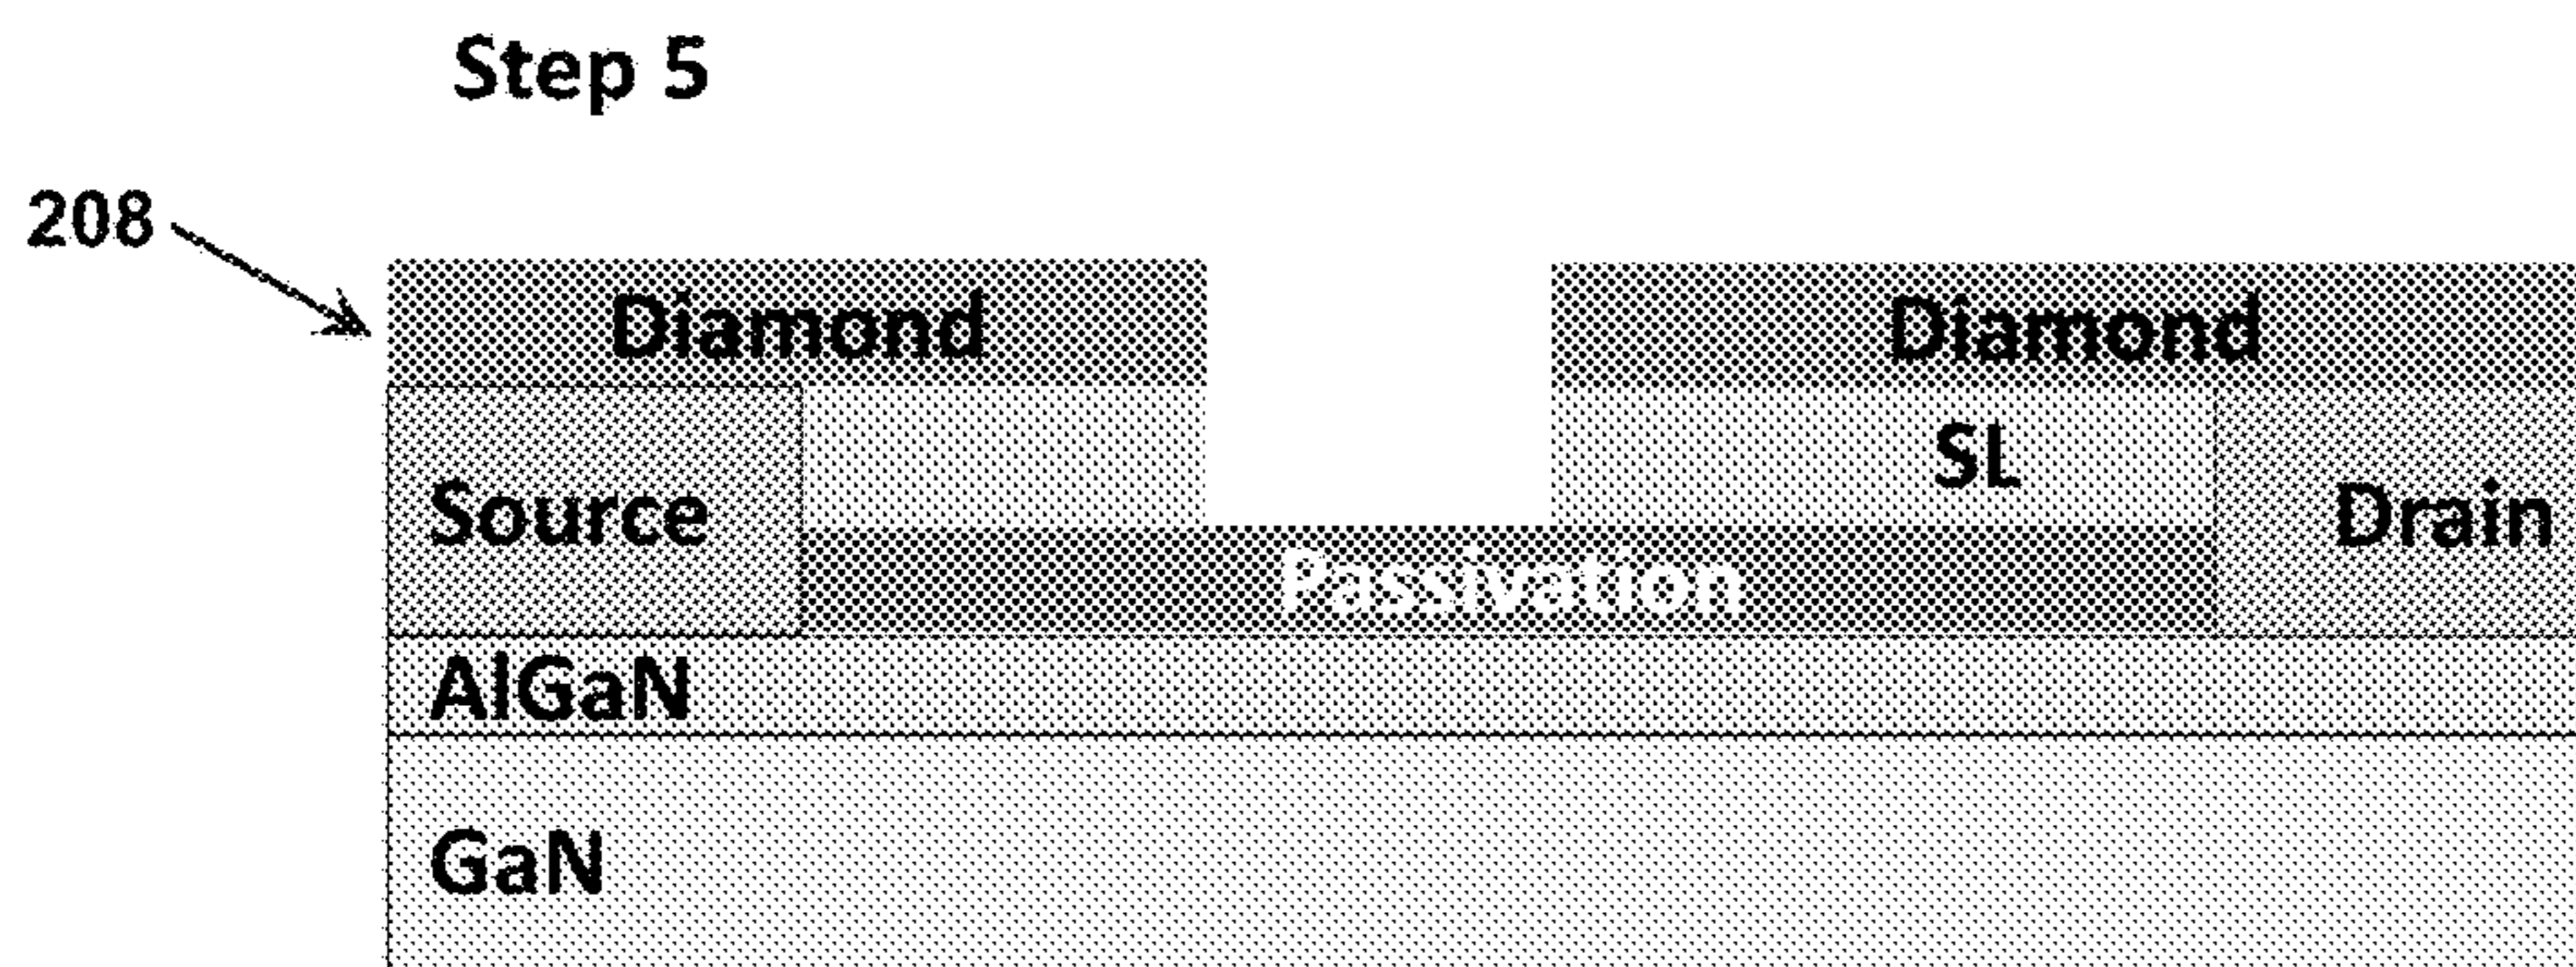 Step 5
208
Diamond
Diamond
SL
Source
Drain
Passivation
AlGaN
GaN